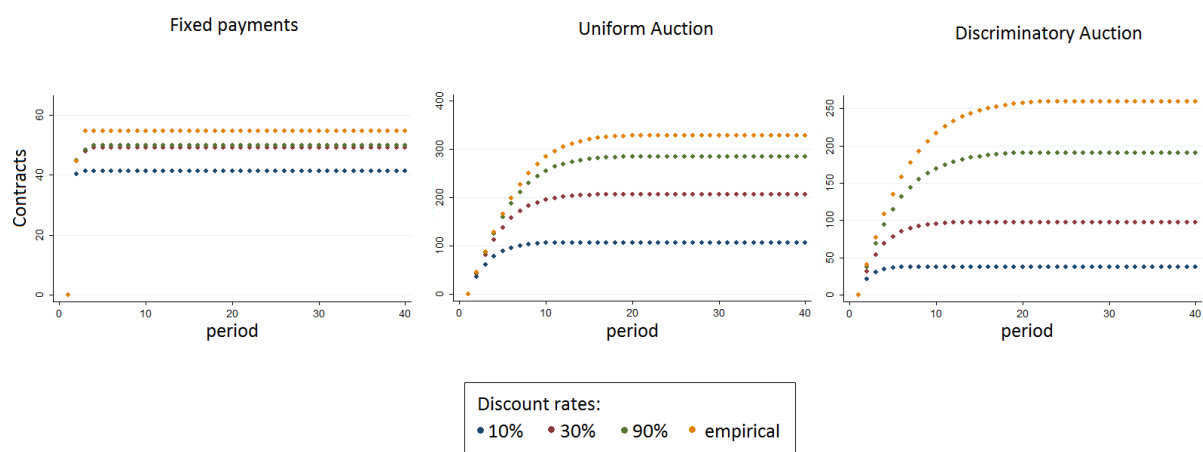 Fixed payments
Uniform Auction
Discriminatory Auction
Contracts
60
40
20
0
0 10 20 30 40
period
400
300
200
100
0
0 10 20 30 40
period
250
200
150
100
50
0
0 10 20 30 40
period
Discount rates:
10% 30% 90% empirical